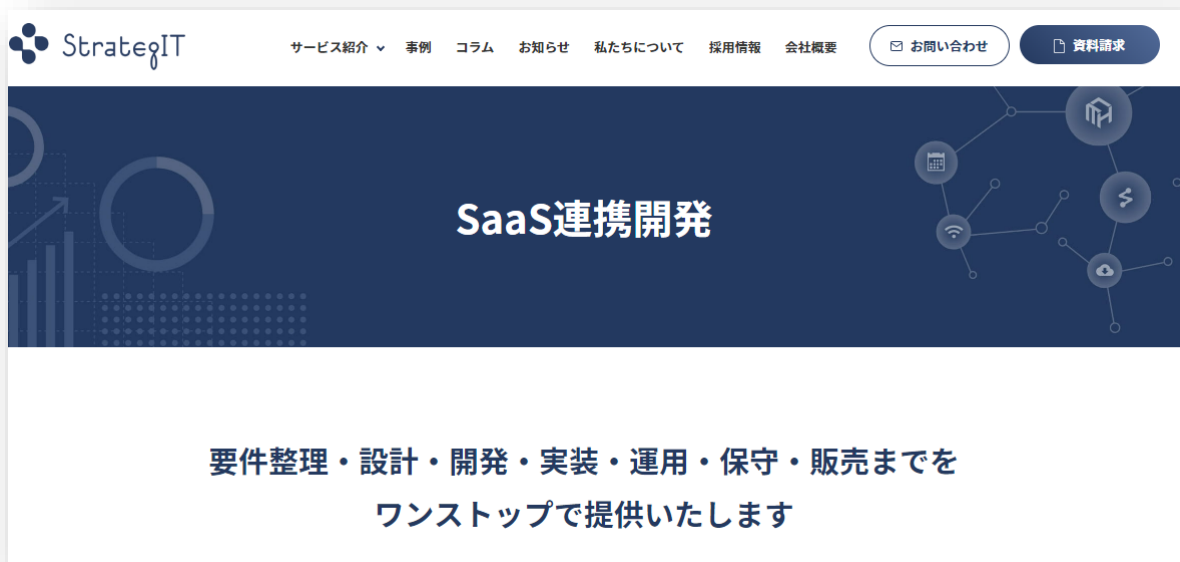 StrategIT
サービス紹介 事例 コラム お知らせ 私たちについて 採用情報 会社概要 お問い合わせ 資料請求
SaaS連携開発
要件整理・設計・開発・実装・運用・保守・販売までを
ワンストップで提供いたします